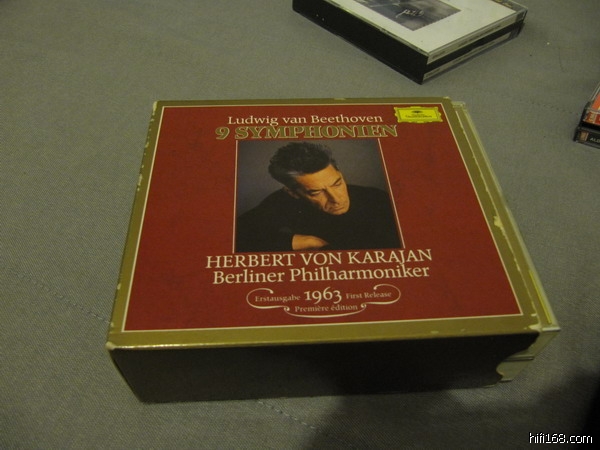 Ludwig van Beethoven
9 SYMPHONIEN
HERBERT VON KARAJAN
Berliner Philharmoniker
Erstausgabe 1963 First Release
Première édition
hifi168.com